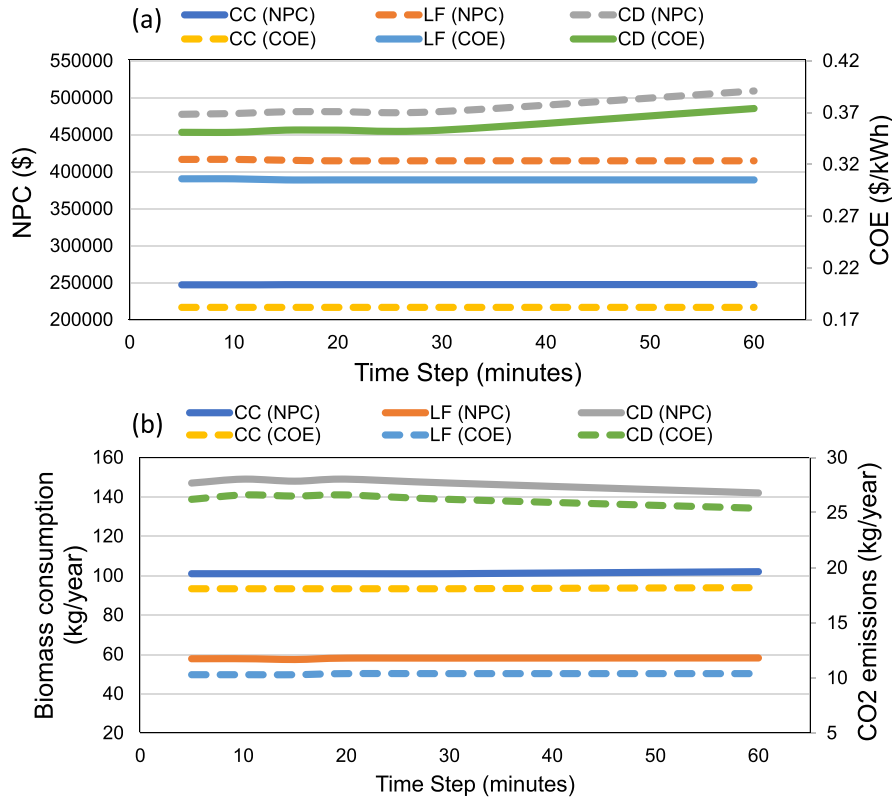 (a)
CC (NPC) LF (NPC) CD (NPC)
CC (COE) LF (COE) CD (COE)
550000
500000
450000
400000
350000
300000
250000
200000
NPC ($)
0.42
0.37
0.32
0.27
0.22
0.17
COE ($/kWh)
0 10 20 30 40 50 60
Time Step (minutes)
(b)
CC (NPC) LF (NPC) CD (NPC)
CC (COE) LF (COE) CD (COE)
160
140
120
100
80
60
40
20
Biomass consumption
(kg/year)
30
25
20
15
10
5
CO2 emissions (kg/year)
0 10 20 30 40 50 60
Time Step (minutes)